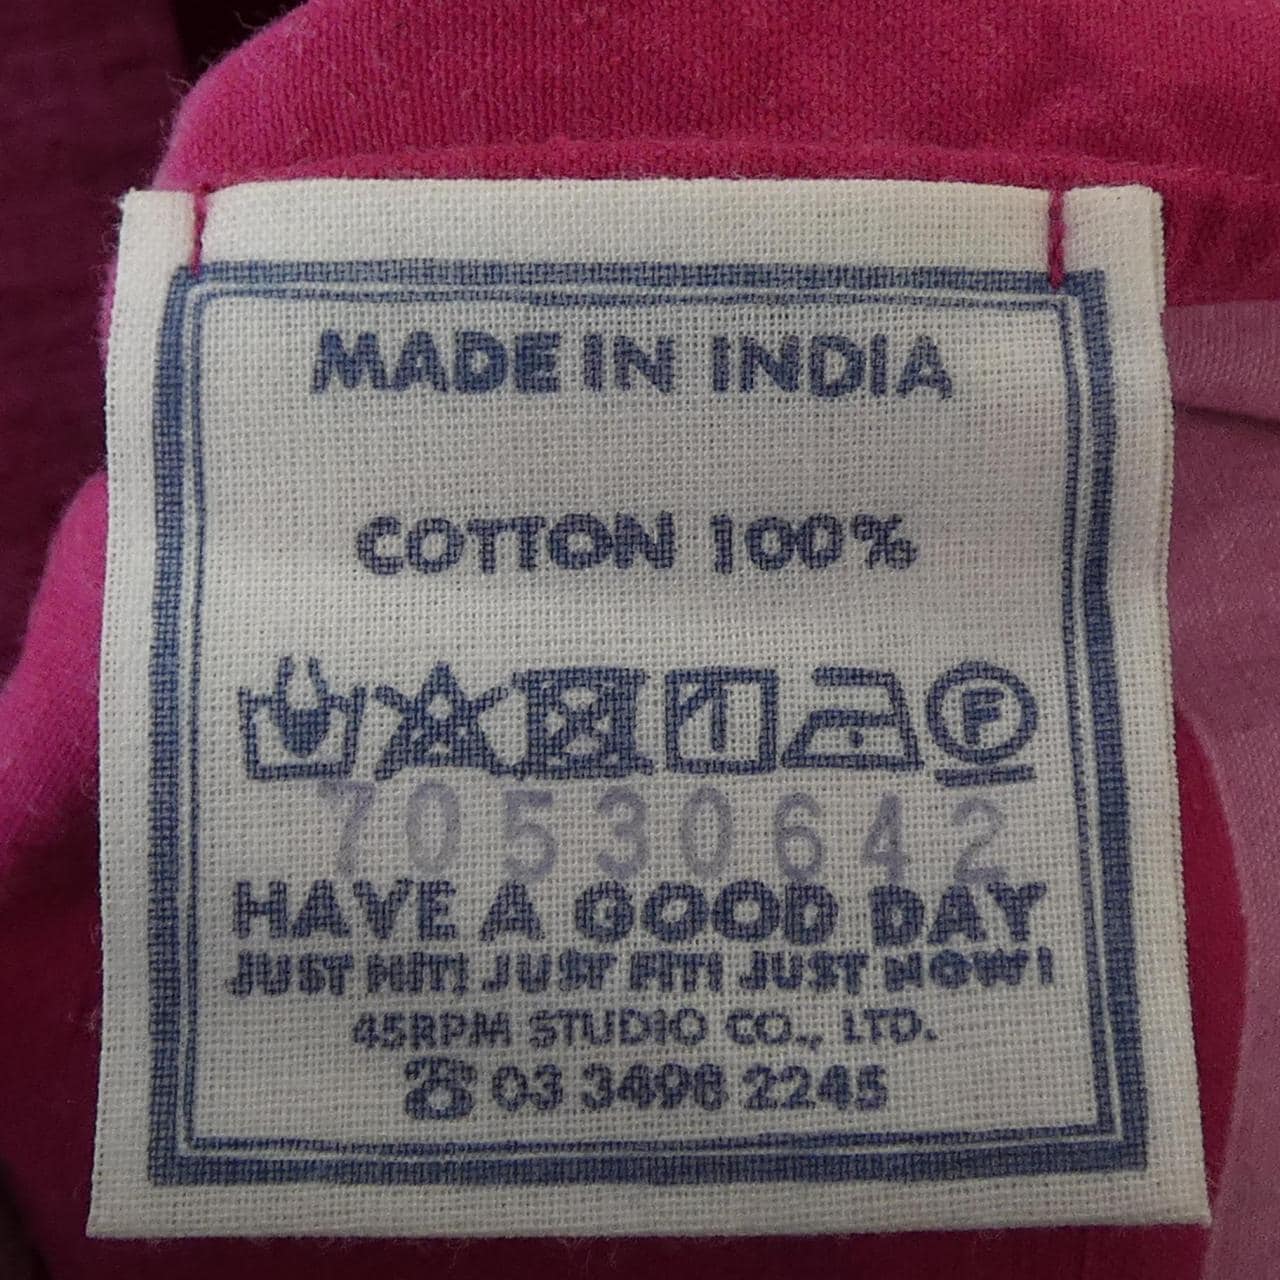 MADE IN INDIA
COTTON 100%
F
70530642
HAVE A GOOD DAY
JUST HIT! JUST FIT! JUST NOW!
45RPM STUDIO CO., LTD.
☎ 03 3498 2245